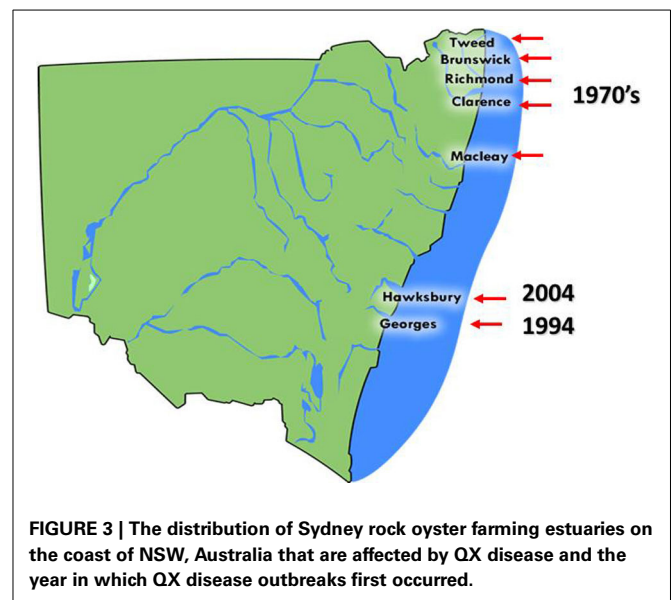 Tweed
Brunswick
Richmond
Clarence
1970's
Macleay
Hawksbury
2004
Georges
1994
FIGURE 3 | The distribution of Sydney rock oyster farming estuaries on
the coast of NSW, Australia that are affected by QX disease and the
year in which QX disease outbreaks first occurred.